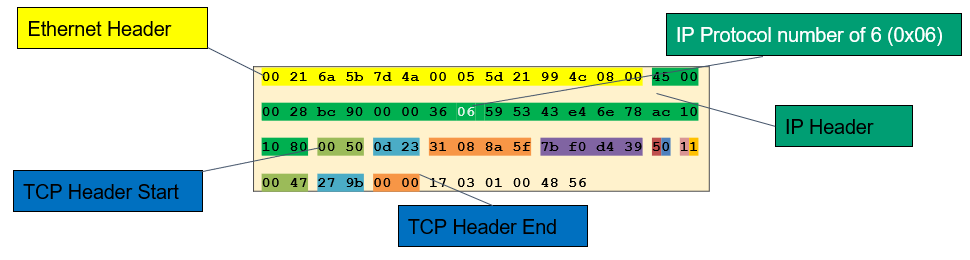 Ethernet Header
IP Protocol number of 6 (0x06)
00 21 6a 5b 7d 4a 00 05 5d 21 99 4c 08 00 45 00
00 28 bc 90 00 00 36 06 59 53 43 e4 6e 78 ac 10
IP Header
10 80 00 50 0d 23 31 08 8a 5f 7b f0 d4 39 50 11
00 47 27 9b 00 00 17 03 01 00 48 56
TCP Header Start
TCP Header End